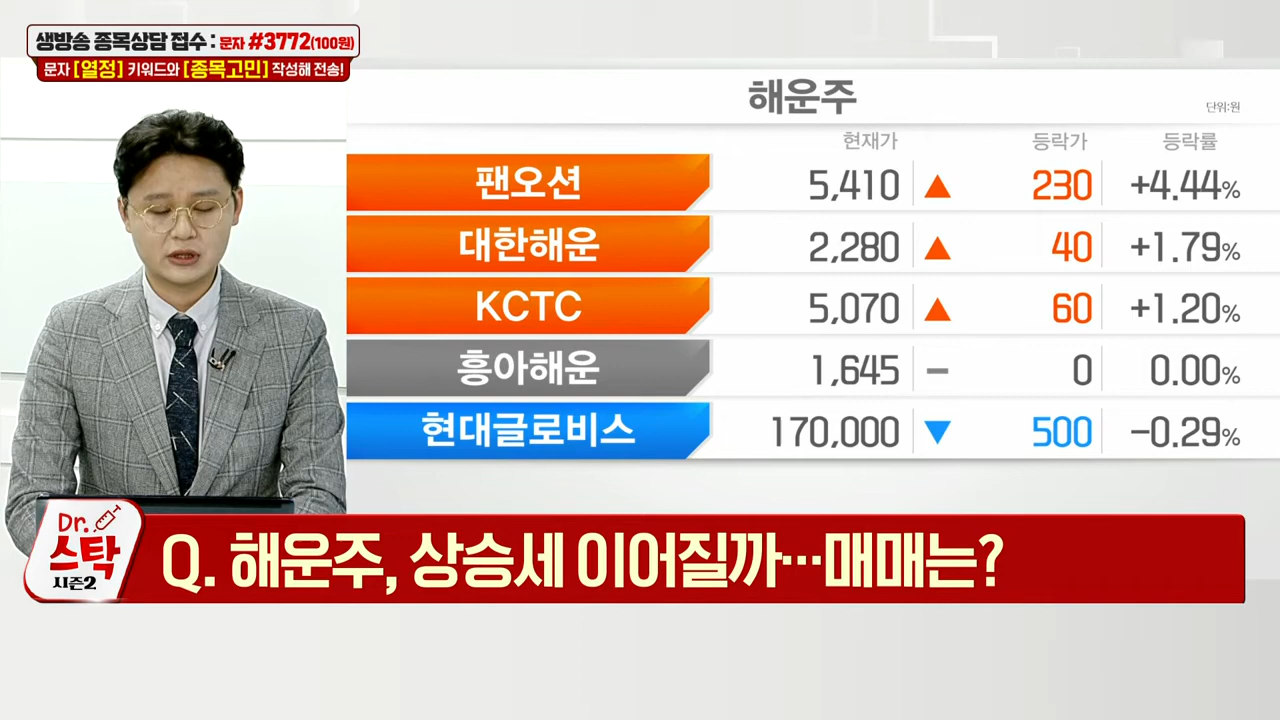 생방송 종목상담 접수 : 문자 #3772(100원)
문자 [열정] 키워드와 [종목고민] 작성해 전송!
해운주
단위:원
현재가 등락가 등락률
팬오션 5,410 ▲ 230 +4.44%
대한해운 2,280 ▲ 40 +1.79%
KCTC 5,070 ▲ 60 +1.20%
흥아해운 1,645 - 0 0.00%
현대글로비스 170,000 ▼ 500 -0.29%
Dr.
스탁
시즌2
Q. 해운주, 상승세 이어질까…매매는?